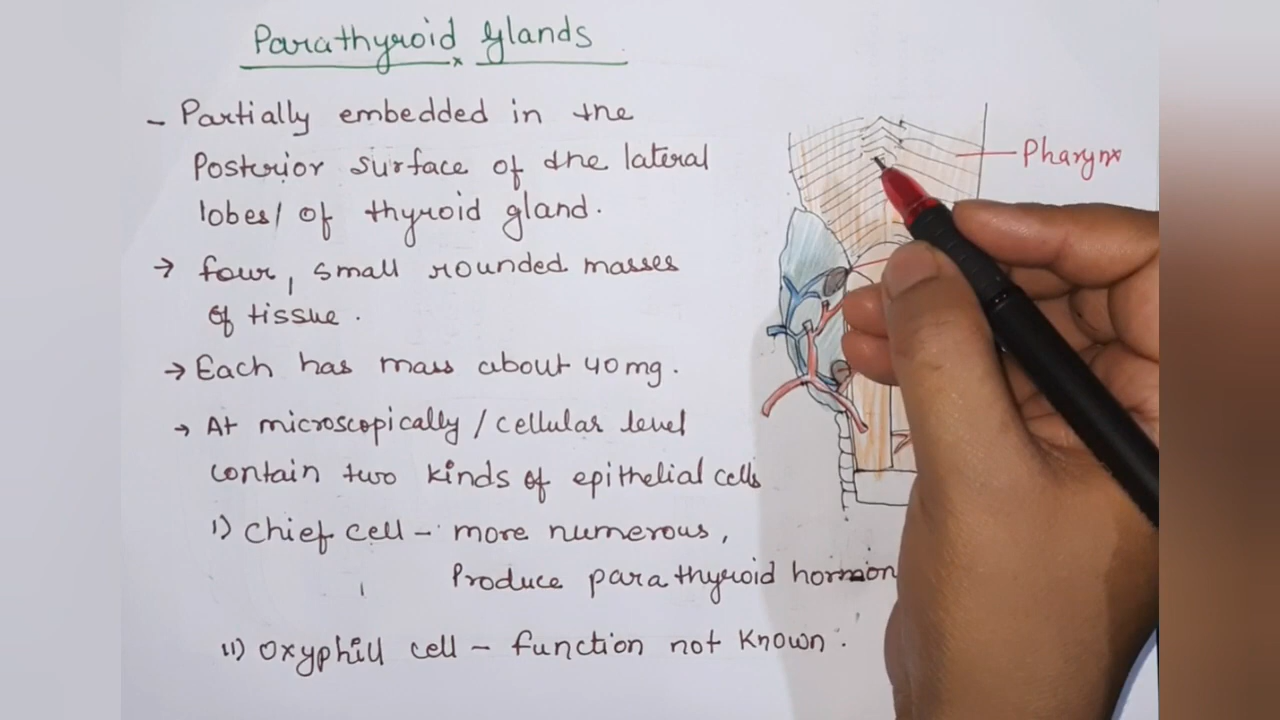 Parathyroid Glands
- Partially embedded in the
Posterior surface of the lateral
lobes/ of thyroid gland.
→ four, small rounded masses
of tissue.
→ Each has mass about 40 mg.
→ At microscopically / cellular level
contain two kinds of epithelial cells
i) Chief cell - more numerous,
Produce parathyroid hormon
ii) Oxyphill cell - function not known.
Pharynx